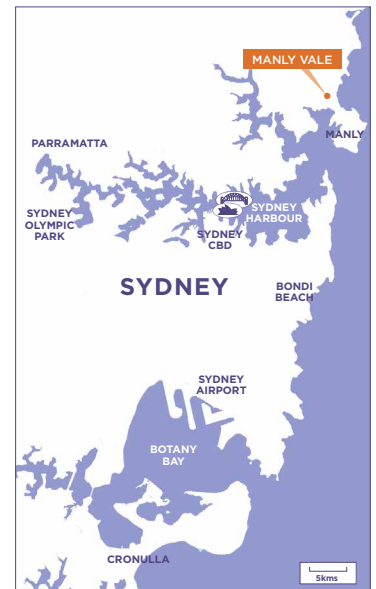 MANLY VALE
MANLY
PARRAMATTA
SYDNEY
OLYMPIC
PARK
SYDNEY
HARBOUR
SYDNEY
CBD
SYDNEY
BONDI
BEACH
SYDNEY
AIRPORT
BOTANY
BAY
CRONULLA
5kms